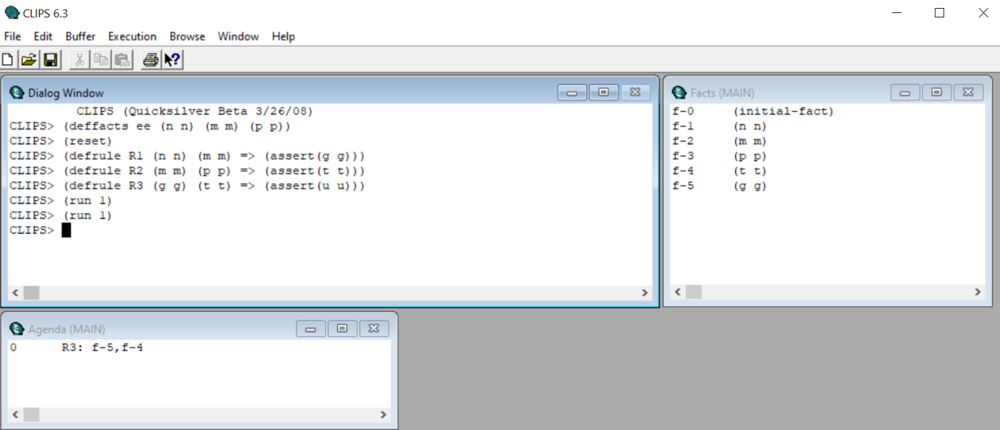 CLIPS 6.3
File Edit Buffer Execution Browse Window Help
Dialog Window
CLIPS (Quicksilver Beta 3/26/08)
CLIPS> (deffacts ee (n n) (m m) (p p))
CLIPS> (reset)
CLIPS> (defrule R1 (n n) (m m) => (assert(g g)))
CLIPS> (defrule R2 (m m) (p p) => (assert(t t)))
CLIPS> (defrule R3 (g g) (t t) => (assert(u u)))
CLIPS> (run 1)
CLIPS> (run 1)
CLIPS>
Facts (MAIN)
f-0 (initial-fact)
f-1 (n n)
f-2 (m m)
f-3 (p p)
f-4 (t t)
f-5 (g g)
Agenda (MAIN)
0 R3: f-5,f-4